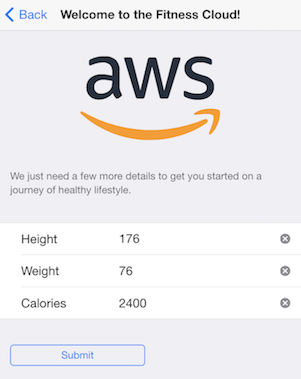 Back Welcome to the Fitness Cloud!
aws
We just need a few more details to get you started on a
journey of healthy lifestyle.
Height 176
Weight 76
Calories 2400
Submit